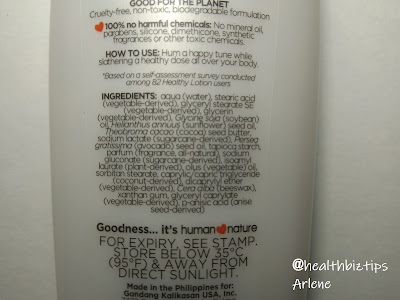 GOOD FOR THE PLANET
Cruelty-free, non-toxic, biodegradable formulation
100% no harmful chemicals: No mineral oil,
parabens, silicone, dimethicone, synthetic
fragrances or other toxic chemicals.
HOW TO USE: Hum a happy tune while
slathering a healthy dose all over your body.
*Based on a self-assessment survey conducted
among 82 Healthy Lotion users
INGREDIENTS: aqua (water), stearic acid
(vegetable-derived), glyceryl stearate SE
(vegetable-derived), glycerin
(vegetable-derived), Glycine soja (soybean)
oil, Helianthus annuus (sunflower) seed oil,
Theobroma cacao (cocoa) seed butter,
sodium lactate (sugarcane-derived), Persea
gratissima (avocado) seed oil, tapioca starch,
parfum (fragrance, all-natural), sodium
gluconate (sugarcane-derived), isoamyl
laurate (plant-derived), olus (vegetable) oil,
sorbitan stearate, caprylic/capric triglyceride
(coconut-derived), dicaprylyl ether
(vegetable-derived), Cera alba (beeswax),
xanthan gum, glyceryl caprylate
(vegetable-derived), p-anisic acid (anise
seed-derived)
Goodness... it's human nature
FOR EXPIRY, SEE STAMP.
STORE BELOW 35°C
(95°F) & AWAY FROM
DIRECT SUNLIGHT.
Made in the Philippines for:
Gandang Kalikasan USA, Inc.
@healthbiztips
Arlene